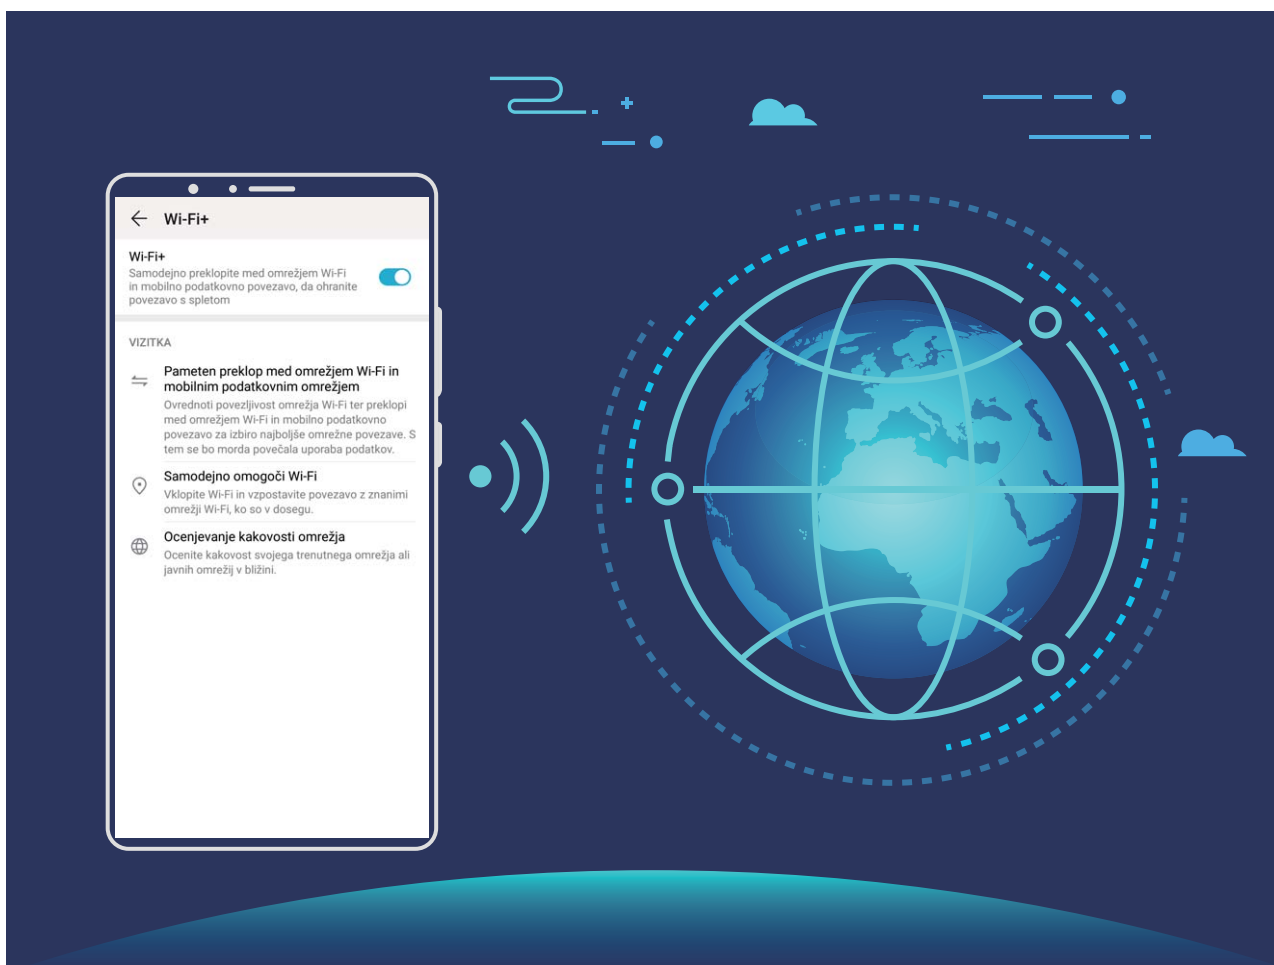 Wi-Fi+
Wi-Fi+
Samodejno preklopite med omrežjem Wi-Fi
in mobilno podatkovno povezavo, da ohranite
povezavo s spletom
VIZITKA
Pameten preklop med omrežjem Wi-Fi in
mobilnim podatkovnim omrežjem
Ovrednoti povezljivost omrežja Wi-Fi ter preklopi
med omrežjem Wi-Fi in mobilno podatkovno
povezavo za izbiro najboljše omrežne povezave. S
tem se bo morda povečala uporaba podatkov.
Samodejno omogoči Wi-Fi
Vklopite Wi-Fi in vzpostavite povezavo z znanimi
omrežji Wi-Fi, ko so v dosegu.
Ocenjevanje kakovosti omrežja
Ocenite kakovost svojega trenutnega omrežja ali
javnih omrežij v bližini.